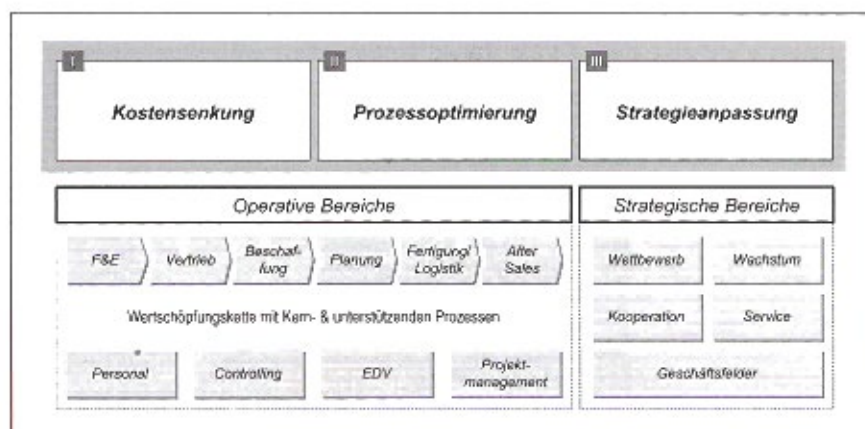 I
II
III
Kostensenkung
Prozessoptimierung
Strategieanpassung
Operative Bereiche
Strategische Bereiche
F&E
Vertrieb
Beschaf-
fung
Planung
Fertigung/
Logistik
After
Sales
Wertschöpfungskette mit Kern- & unterstützenden Prozessen
Personal
Controlling
EDV
Projekt-
management
Wettbewerb
Wachstum
Kooperation
Service
Geschäftsfelder